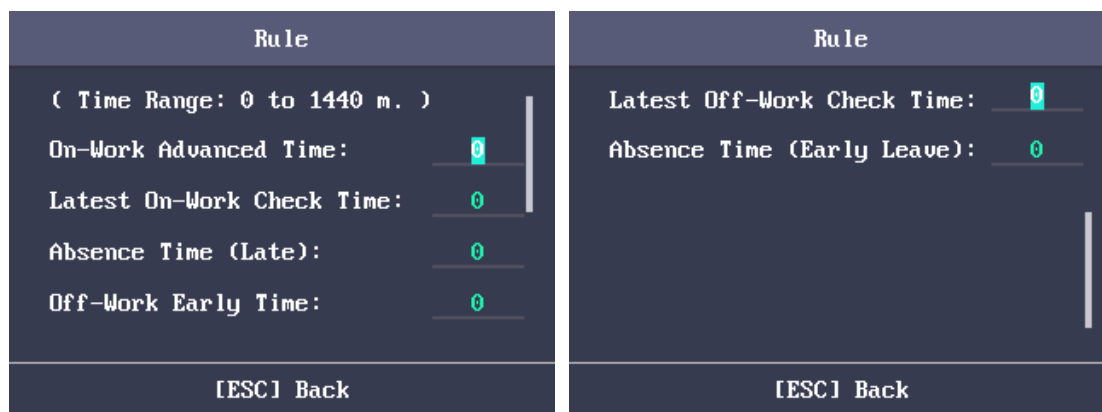 Rule
( Time Range: 0 to 1440 m. )
On-Work Advanced Time: 0
Latest On-Work Check Time: 0
Absence Time (Late): 0
Off-Work Early Time: 0
[ESC] Back
Rule
Latest Off-Work Check Time: 0
Absence Time (Early Leave): 0
[ESC] Back